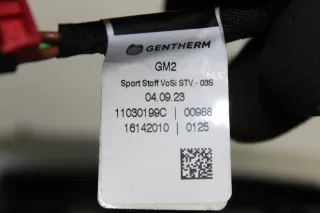 GENTHERM
GM2
Sport Stoff VoSi STV - 03S
04.09.23
11030199C | 00988
16142010 | 0125